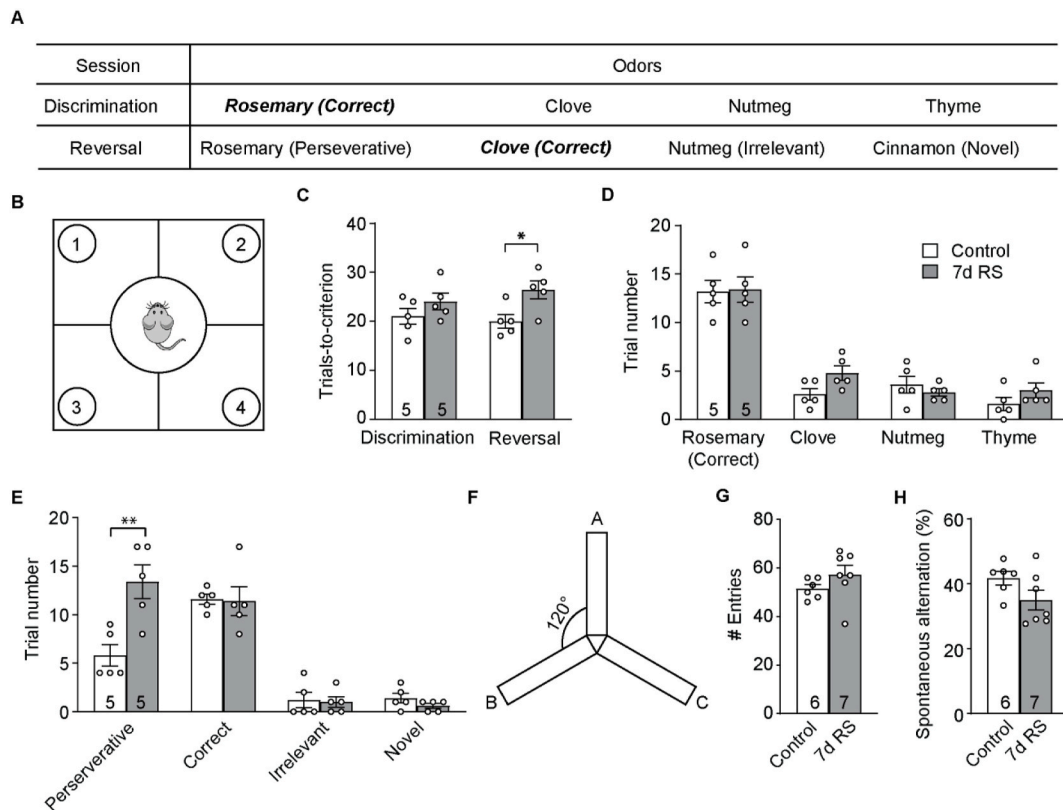 A
Session Odors
Discrimination Rosemary (Correct) Clove Nutmeg Thyme
Reversal Rosemary (Perseverative) Clove (Correct) Nutmeg (Irrelevant) Cinnamon (Novel)
B
1 2
3 4
C
Trials-to-criterion
40
30
20
10
0
*
5 5
Discrimination Reversal
D
Trial number
20
15
10
5
0
Control
7d RS
5 5
Rosemary
(Correct)
Clove
Nutmeg
Thyme
E
Trial number
20
15
10
5
0
**
5 5
Perserverative
Correct
Irrelevant
Novel
F
A
120°
B
C
G
# Entries
80
60
40
20
0
6 7
Control
7d RS
H
Spontaneous alternation (%)
60
40
20
0
6 7
Control
7d RS